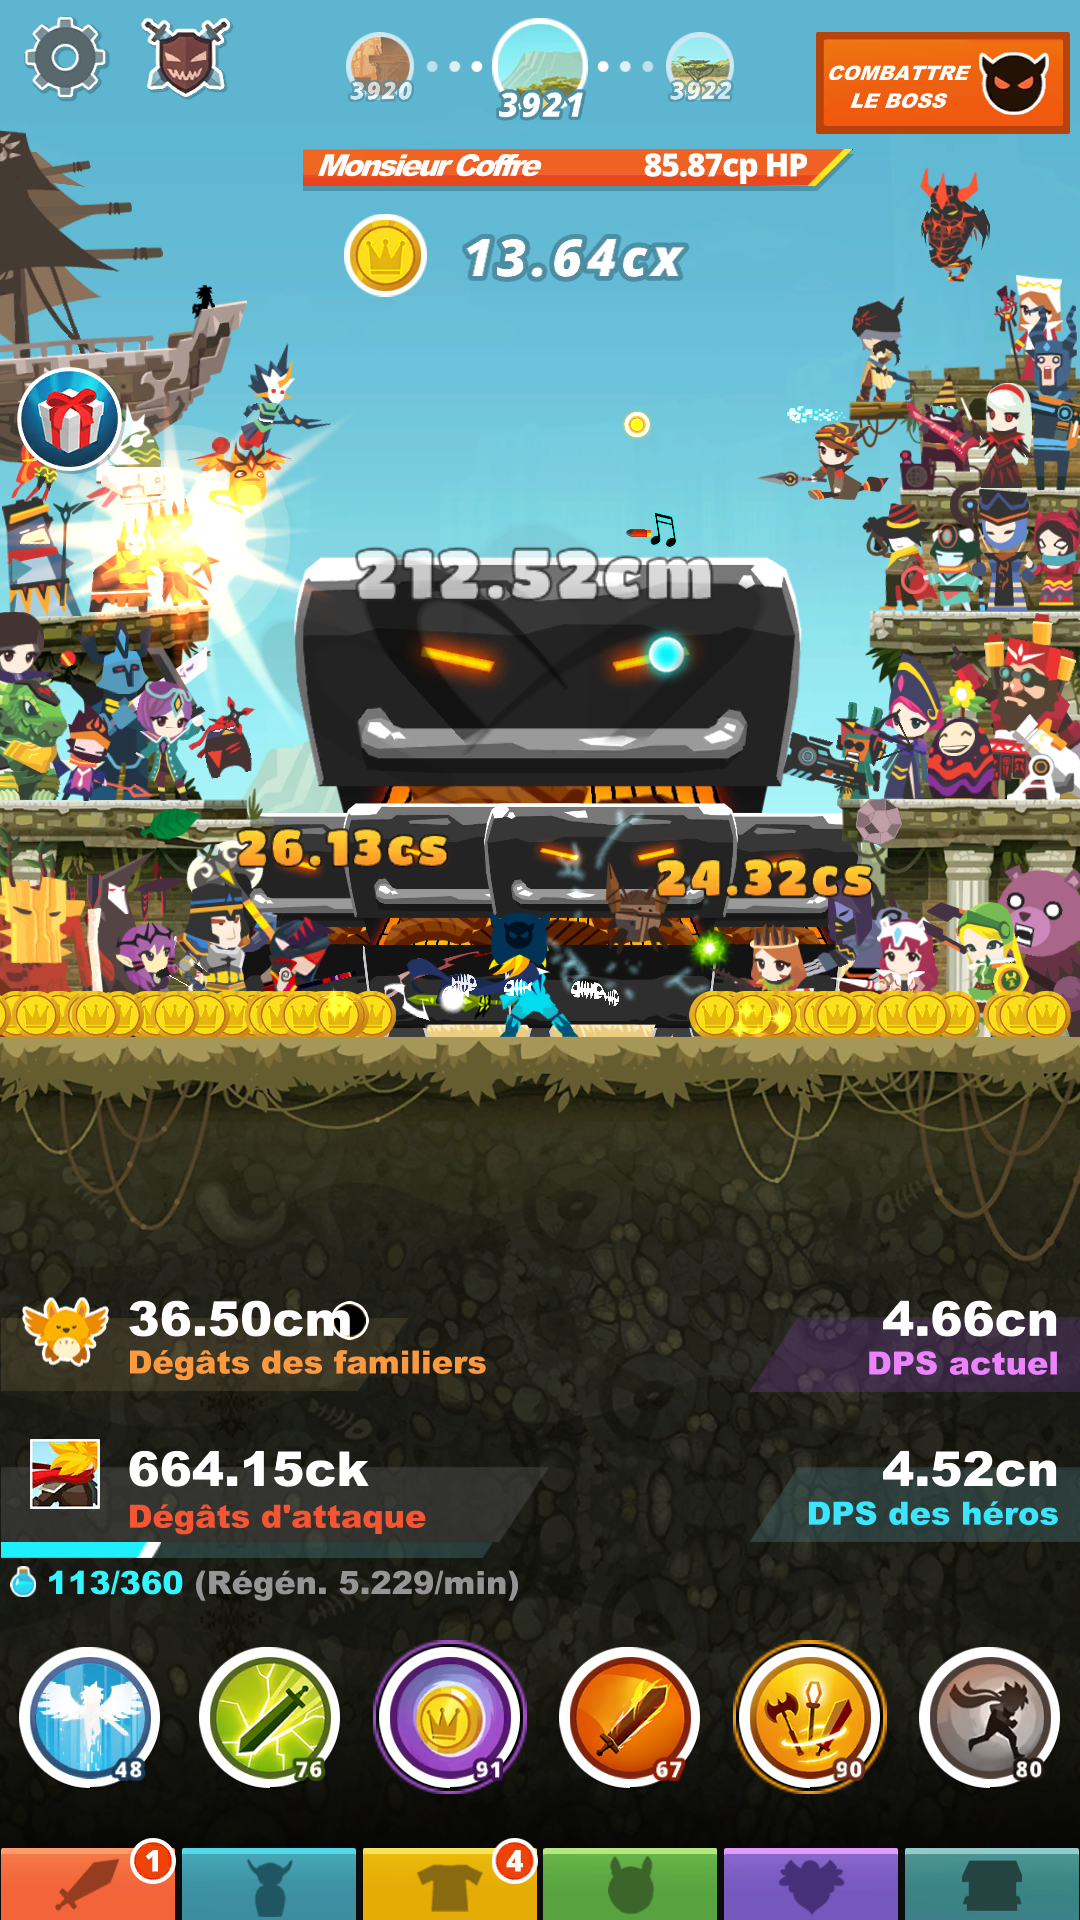 3920
3921
3922
COMBATTRE
LE BOSS
Monsieur Coffre
85.87cp HP
13.64cx
212.52cm
26.13cs
24.32cs
36.50cm
Dégâts des familiers
4.66cn
DPS actuel
664.15ck
Dégâts d'attaque
4.52cn
DPS des héros
113/360 (Régén. 5.229/min)
48
76
91
67
90
80
1
4